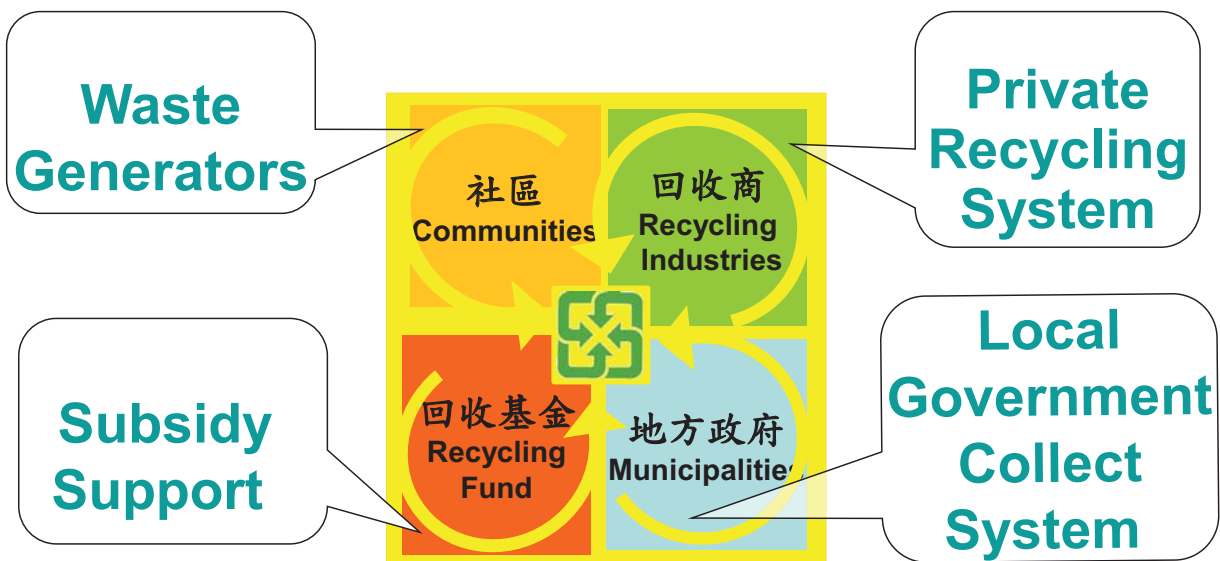 Waste
Generators
社區
Communities
回收商
Recycling
Industries
Private
Recycling
System
Subsidy
Support
回收基金
Recycling
Fund
地方政府
Municipalities
Local
Government
Collect
System